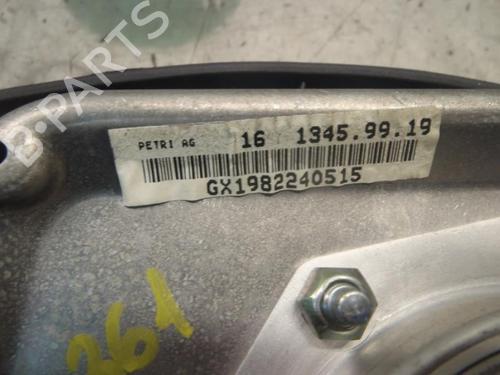 B-PARTS
PETRI AG 16 1345.99.19
GX1982240515
261